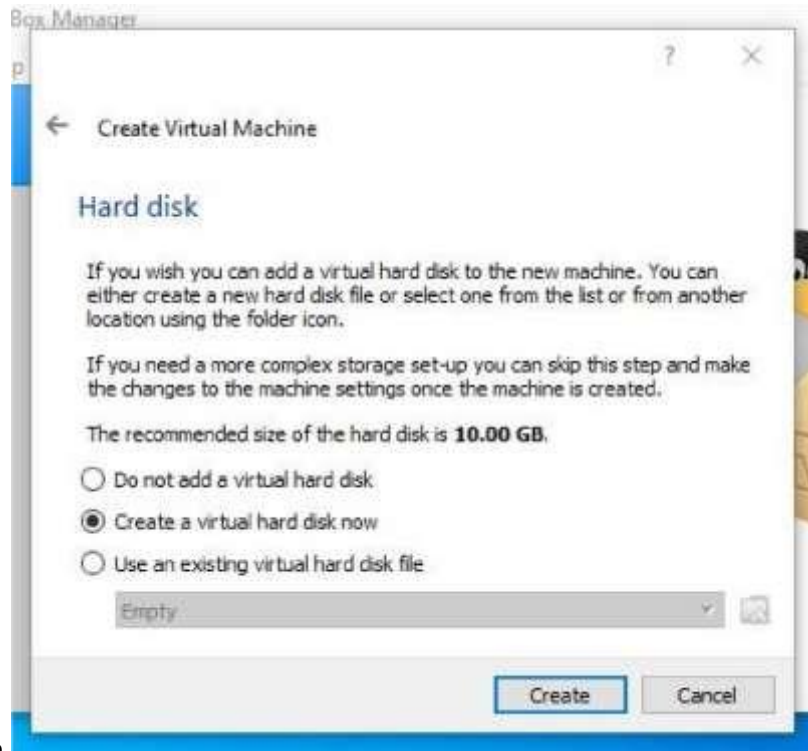 Box Manager
p
?
Create Virtual Machine
Hard disk
If you wish you can add a virtual hard disk to the new machine. You can
either create a new hard disk file or select one from the list or from another
location using the folder icon.
If you need a more complex storage set-up you can skip this step and make
the changes to the machine settings once the machine is created.
The recommended size of the hard disk is 10.00 GB.
Do not add a virtual hard disk
Create a virtual hard disk now
Use an existing virtual hard disk file
Empty
Create Cancel